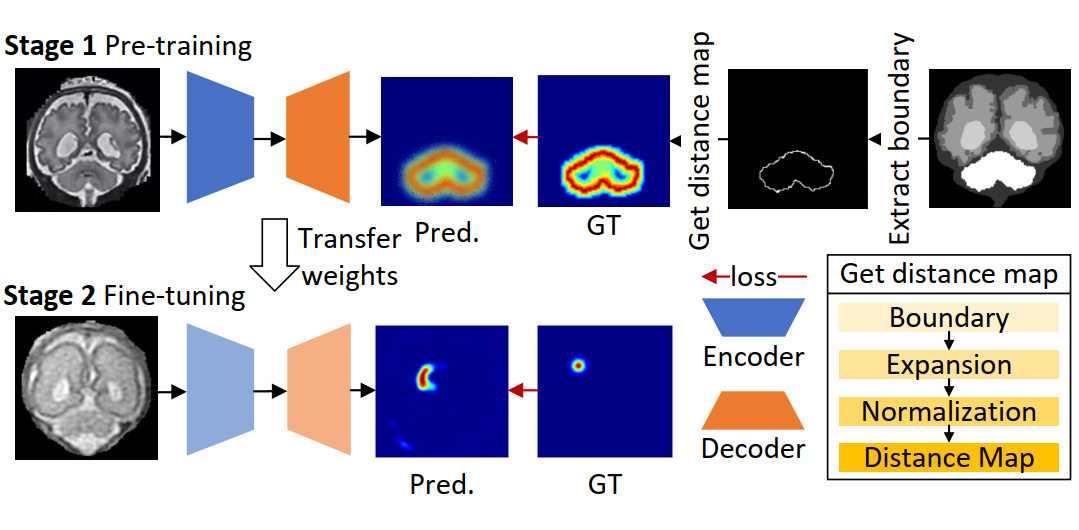 Stage 1 Pre-training
Get distance map
Extract boundary
Pred.
GT
Transfer
weights
loss
Get distance map
Boundary
Expansion
Normalization
Distance Map
Encoder
Decoder
Stage 2 Fine-tuning
Pred.
GT